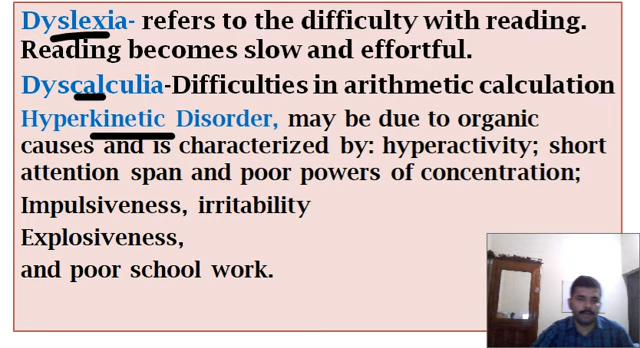 Dyslexia- refers to the difficulty with reading.
Reading becomes slow and effortful.
Dyscalculia-Difficulties in arithmetic calculation
Hyperkinetic Disorder, may be due to organic
causes and is characterized by: hyperactivity; short
attention span and poor powers of concentration;
Impulsiveness, irritability
Explosiveness,
and poor school work.